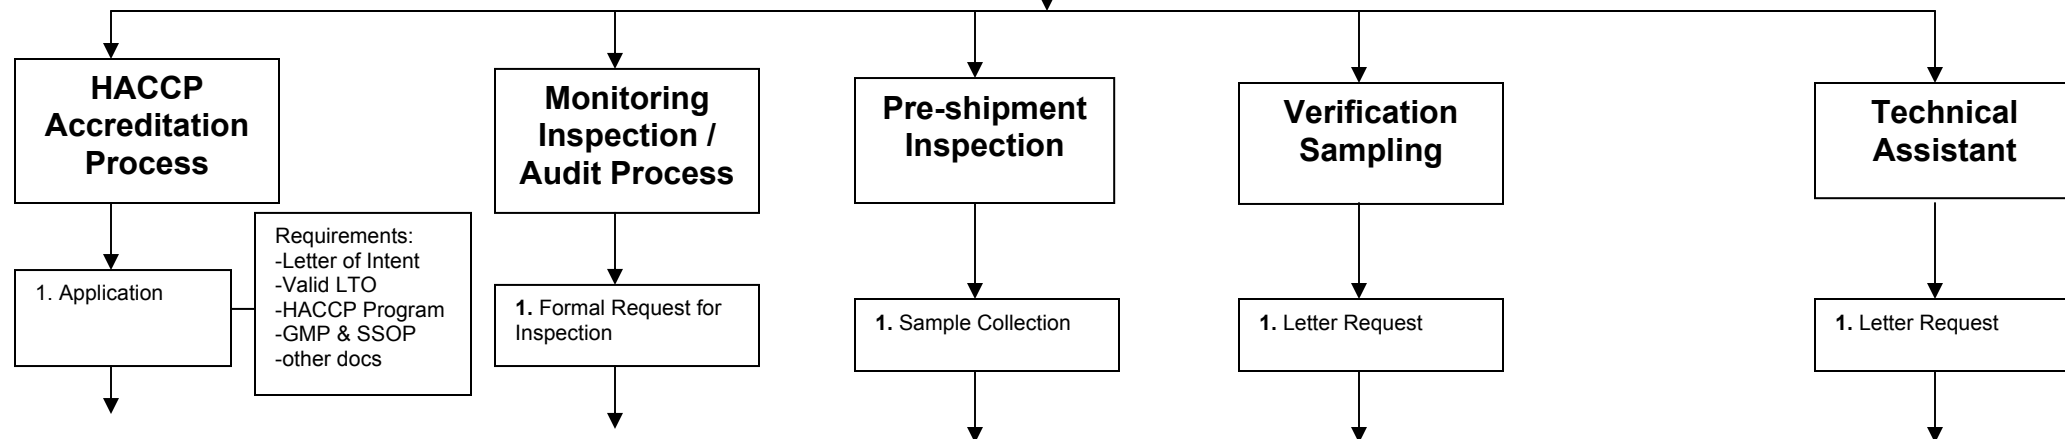 HACCP
Accreditation
Process
Monitoring
Inspection /
Audit Process
Pre-shipment
Inspection
Verification
Sampling
Technical
Assistant
1. Application
Requirements:
-Letter of Intent
-Valid LTO
-HACCP Program
-GMP & SSOP
-other docs
1. Formal Request for
Inspection
1. Sample Collection
1. Letter Request
1. Letter Request